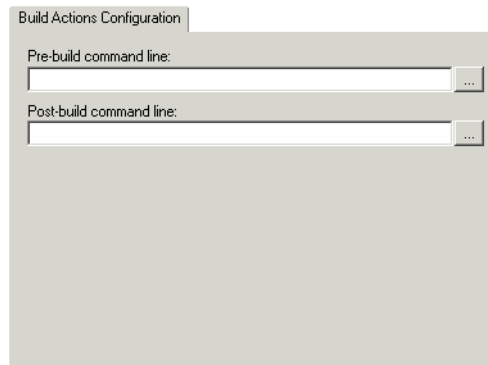 Build Actions Configuration
Pre-build command line:
...
Post-build command line:
...